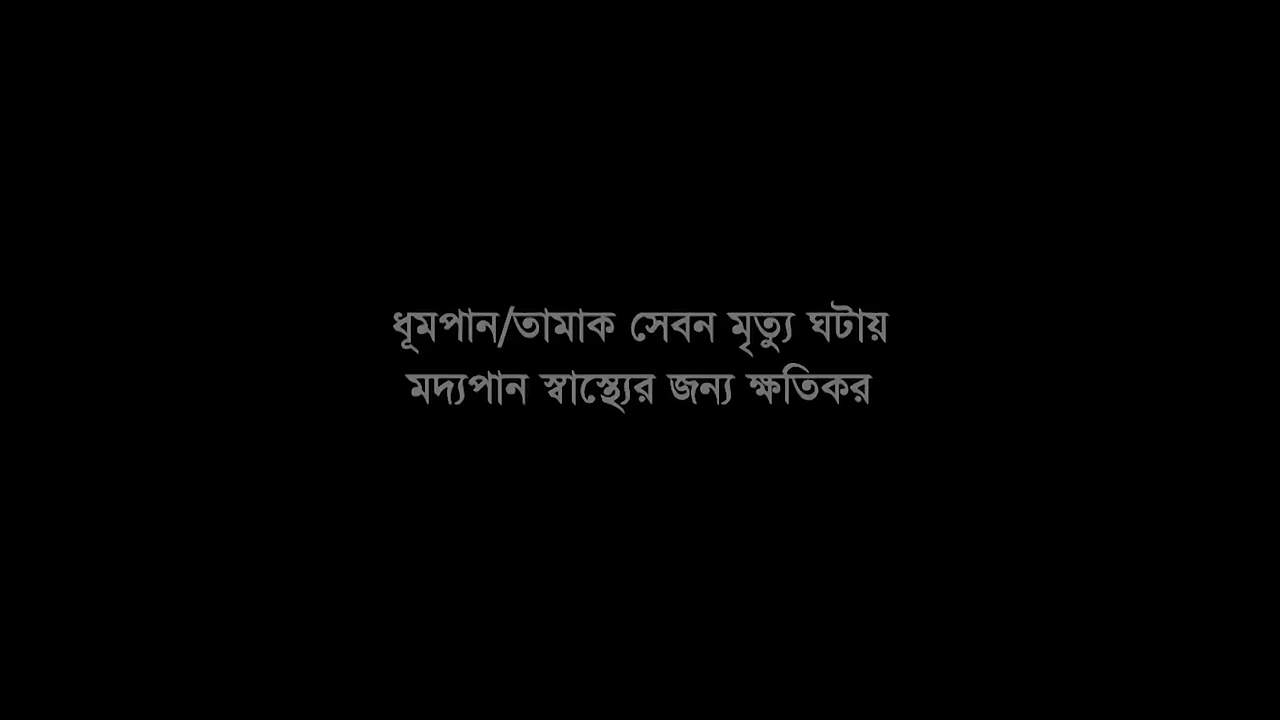 ধূমপান/তামাক সেবন মৃত্যু ঘটায়
মদ্যপান স্বাস্থ্যের জন্য ক্ষতিকর